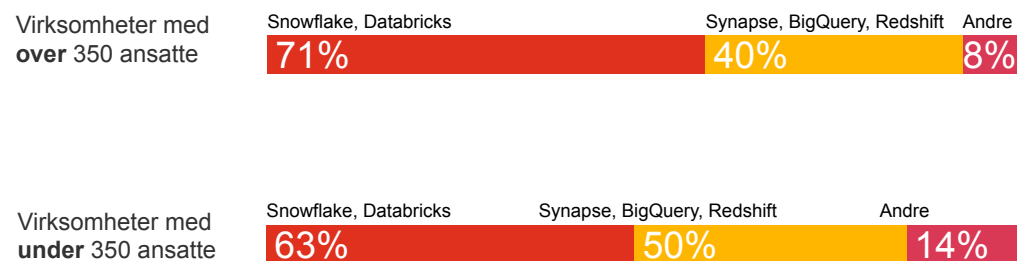 Virksomheter med
over 350 ansatte
Snowflake, Databricks
Synapse, BigQuery, Redshift
Andre
71%
40%
8%
Virksomheter med
under 350 ansatte
Snowflake, Databricks
Synapse, BigQuery, Redshift
Andre
63%
50%
14%